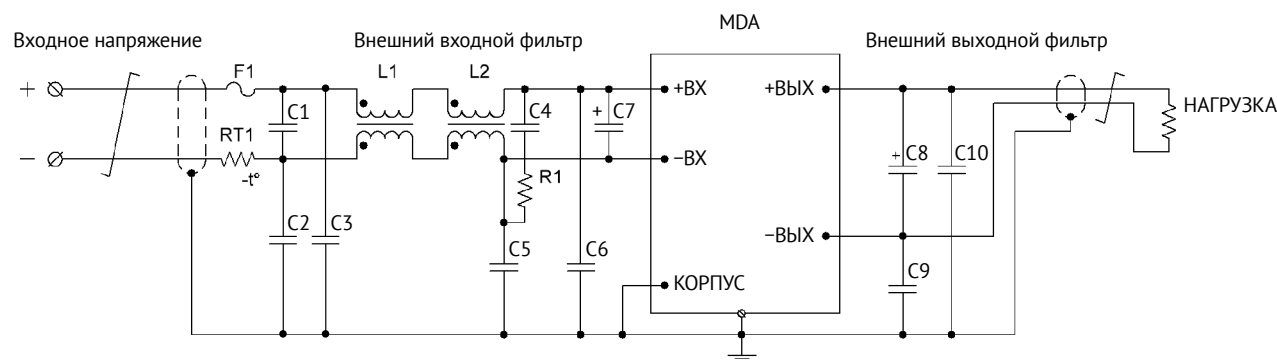 MDA
Входное напряжение
Внешний входной фильтр
Внешний выходной фильтр
F1
L1
L2
+
+ВХ
+ВЫХ
C1
C4
+
C7
НАГРУЗКА
RT1
−
−ВХ
-t°
R1
+
C8
C10
C2
C3
−ВЫХ
C5
C6
C9
КОРПУС